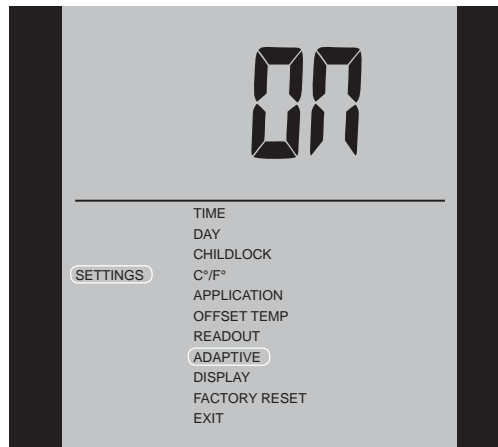 ON
TIME
DAY
CHILDLOCK
SETTINGS
C°/F°
APPLICATION
OFFSET TEMP
READOUT
ADAPTIVE
DISPLAY
FACTORY RESET
EXIT